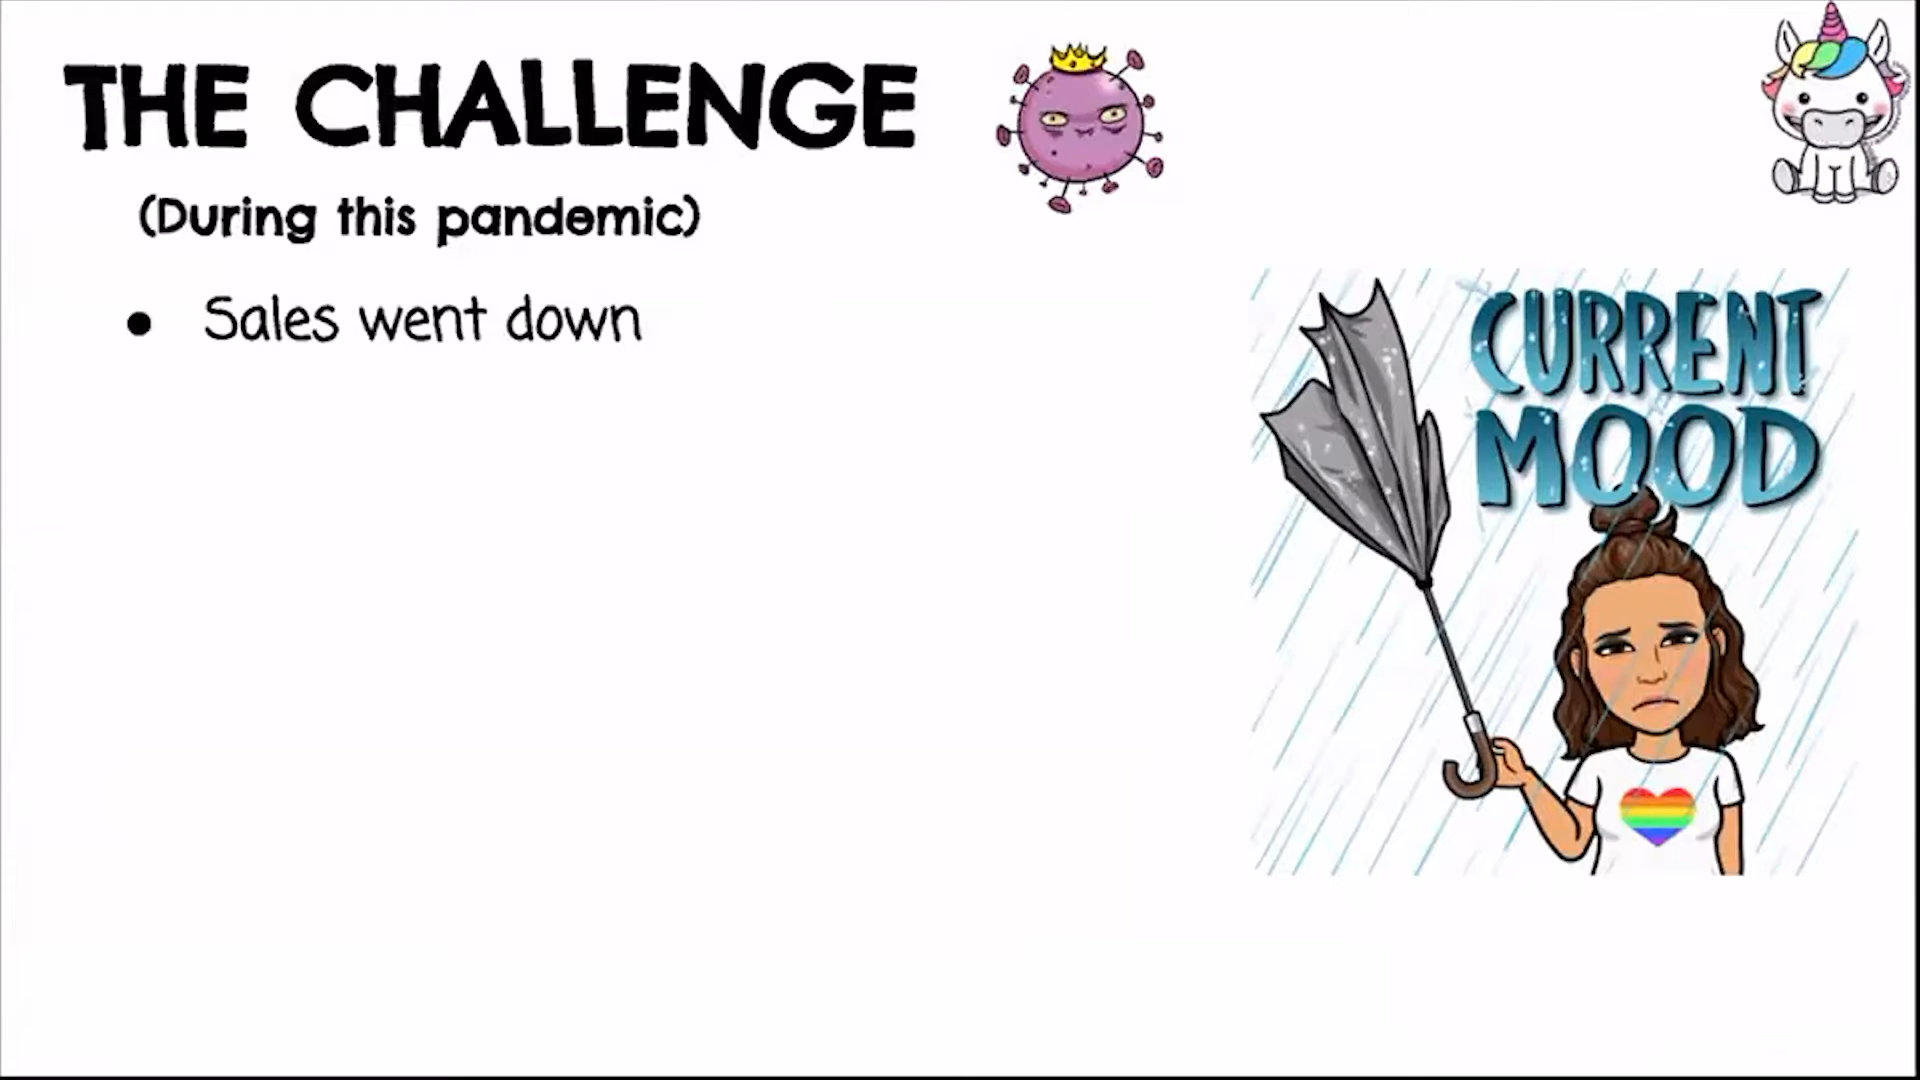 THE CHALLENGE
(During this pandemic)
● Sales went down
CURRENT
MOOD